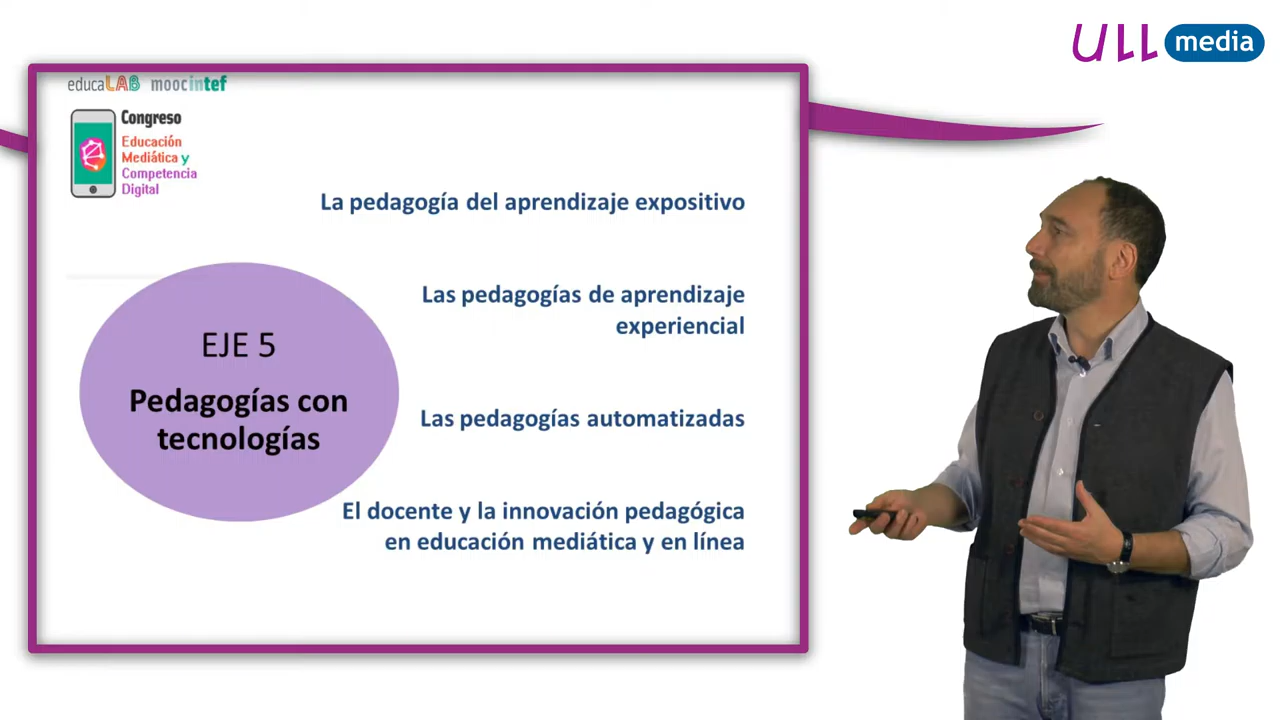 ULL media
educaLAB moocintef
Congreso
Educación
Mediática y
Competencia
Digital
La pedagogía del aprendizaje expositivo
Las pedagogías de aprendizaje
experiencial
EJE 5
Pedagogías con
tecnologías
Las pedagogías automatizadas
El docente y la innovación pedagógica
en educación mediática y en línea